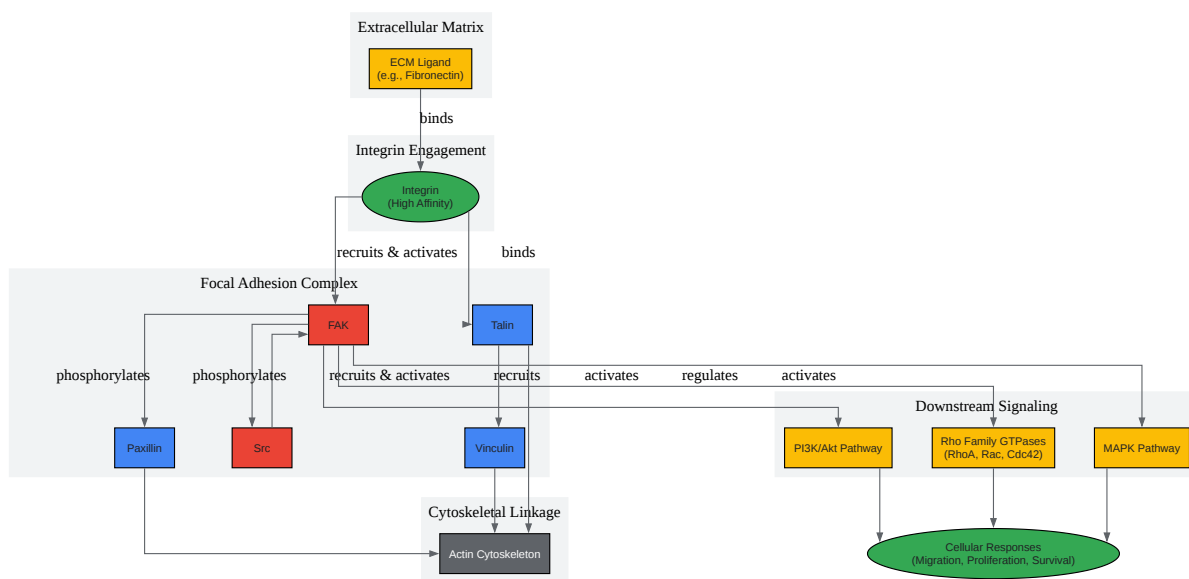 Extracellular Matrix
ECM Ligand
(e.g., Fibronectin)
binds
Integrin Engagement
Integrin
(High Affinity)
recruits & activates
binds
Focal Adhesion Complex
FAK
Talin
phosphorylates
phosphorylates
recruits & activates
recruits
activates
regulates
activates
Downstream Signaling
Paxillin
Src
Vinculin
PI3K/Akt Pathway
Rho Family GTPases
(RhoA, Rac, Cdc42)
MAPK Pathway
Cytoskeletal Linkage
Actin Cytoskeleton
Cellular Responses
(Migration, Proliferation, Survival)